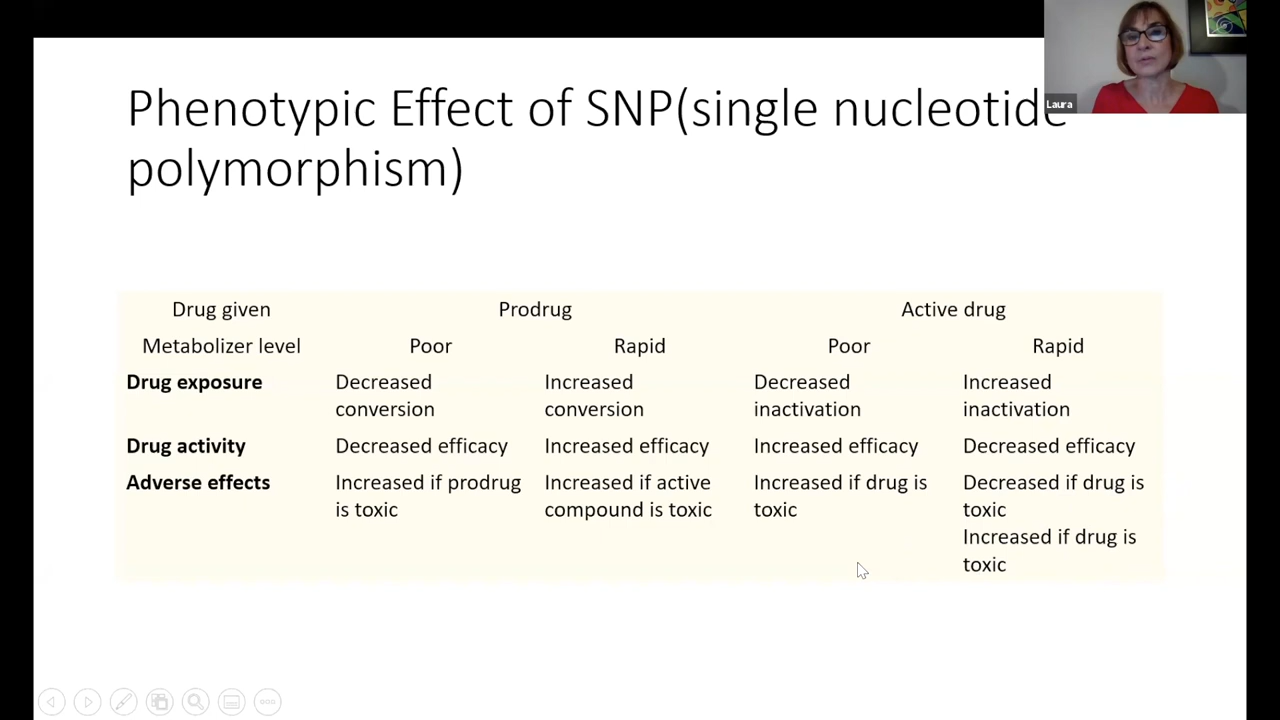 Phenotypic Effect of SNP(single nucleotide
polymorphism)
Laura
Drug given Prodrug Active drug
Metabolizer level Poor Rapid Poor Rapid
Drug exposure Decreased conversion Increased conversion Decreased inactivation Increased inactivation
Drug activity Decreased efficacy Increased efficacy Increased efficacy Decreased efficacy
Adverse effects Increased if prodrug is toxic Increased if active compound is toxic Increased if drug is toxic Decreased if drug is toxic
Increased if drug is toxic